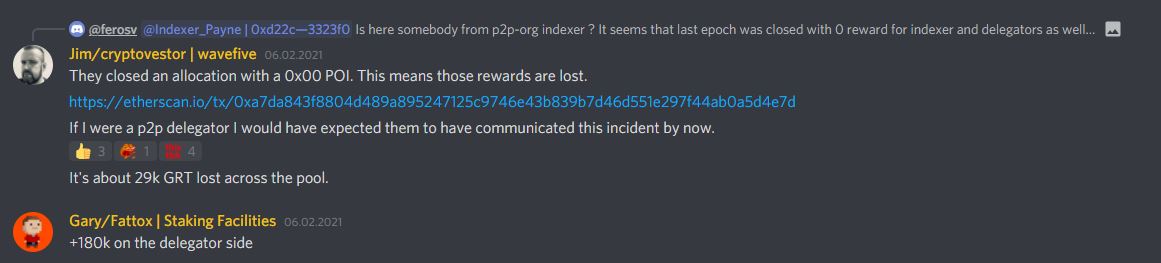 @ferosv @Indexer_Payne | 0xd22c—3323f0 Is here somebody from p2p-org indexer ? It seems that last epoch was closed with 0 reward for indexer and delegators as well...
Jim/cryptovestor | wavefive 06.02.2021
They closed an allocation with a 0x00 POI. This means those rewards are lost.
https://etherscan.io/tx/0xa7da843f8804d489a895247125c9746e43b839b7d46d551e297f44ab0a5d4e7d
If I were a p2p delegator I would have expected them to have communicated this incident by now.
3 1 4
It's about 29k GRT lost across the pool.
Gary/Fattox | Staking Facilities 06.02.2021
+180k on the delegator side